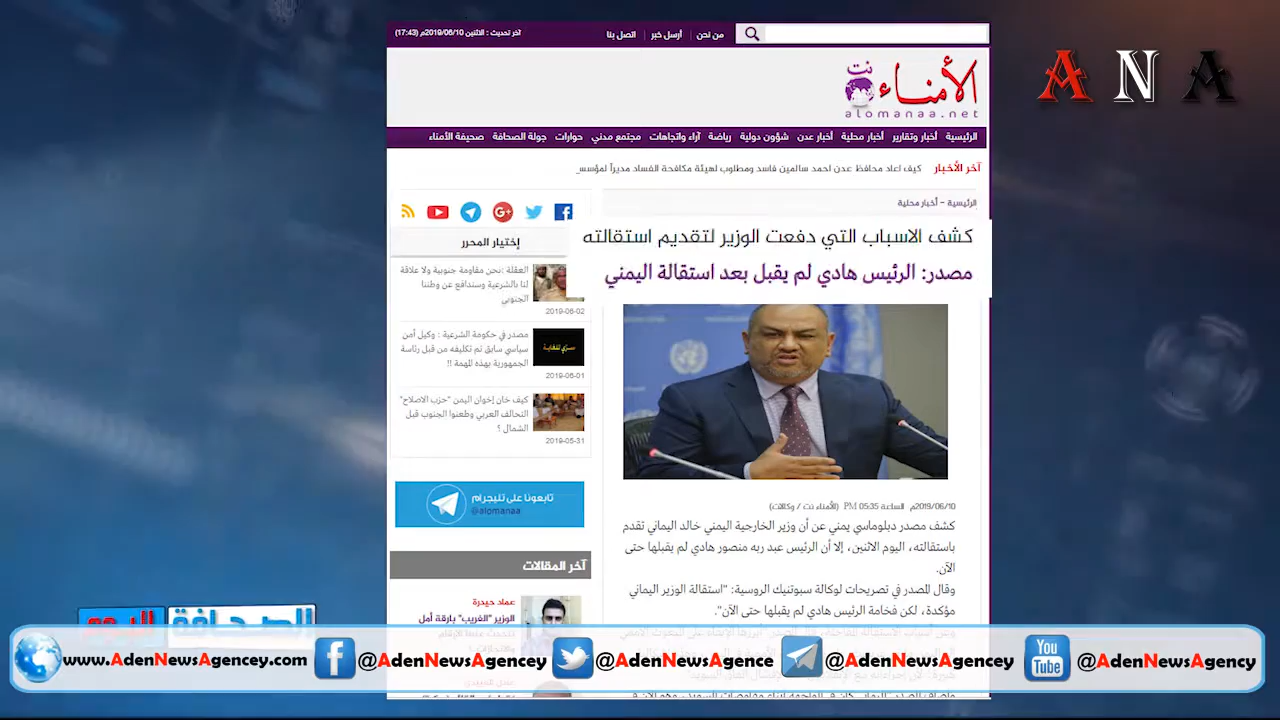 آخر تحديث : الاثنين 2019/06/10م (17:43)
من نحن | أرسل خبر | اتصل بنا
A N A
الأمناء نت
alomanaa.net
الرئيسية أخبار وتقارير أخبار محلية أخبار عدن شؤون دولية رياضة آراء واتجاهات مجتمع مدني حوارات جولة الصحافة صحيفة الأمناء
آخر الأخبار كيف اعاد محافظ عدن احمد سالمين فاسد ومطلوب لهيئة مكافحة الفساد مديراً لمؤسس_
الرئيسية - أخبار محلية
كشف الاسباب التي دفعت الوزير لتقديم استقالته
مصدر: الرئيس هادي لم يقبل بعد استقالة اليمني
2019/06/10م الساعة 05:35 PM (الأمناء نت / وكالات)
كشف مصدر دبلوماسي يمني عن أن وزير الخارجية اليمني خالد اليماني تقدم
باستقالته، اليوم الاثنين، إلا أن الرئيس عبد ربه منصور هادي لم يقبلها حتى
الآن.
وقال المصدر في تصريحات لوكالة سبوتنيك الروسية: "استقالة الوزير اليماني
مؤكدة، لكن فخامة الرئيس هادي لم يقبلها حتى الآن".
إختيار المحرر
العقلة :نحن مقاومة جنوبية ولا علاقة
لنا بالشرعية وسندافع عن وطننا
الجنوبي
2019-06-02
مصدر في حكومة الشرعية : وكيل أمن
سياسي سابق تم تكليفه من قبل رئاسة
الجمهورية بهذه المهمة !!
2019-06-01
كيف خان إخوان اليمن "حزب الاصلاح"
التحالف العربي وطعنوا الجنوب قبل
الشمال ؟
2019-05-31
تابعونا على تليجرام
@alomanaa
آخر المقالات
عماد حيدرة
الوزير "الغريب" بارقة أمل
الصحافة اليوم
www.AdenNewsAgencey.com
@AdenNewsAgencey
@AdenNewsAgence
@AdenNewsAgency
You Tube @AdenNewsAgency